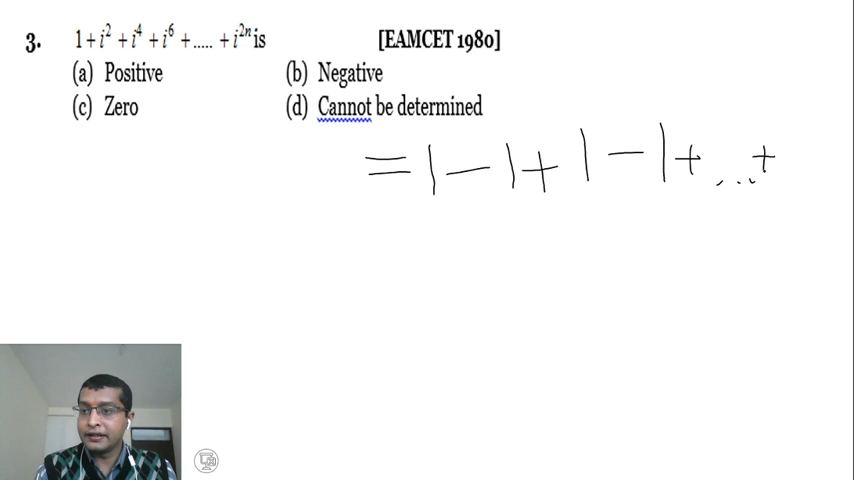 3. 1 + i² + i⁴ + i⁶ + ..... + i²ⁿ is [EAMCET 1980]
(a) Positive (b) Negative
(c) Zero (d) Cannot be determined
= 1 - 1 + 1 - 1 + ... +